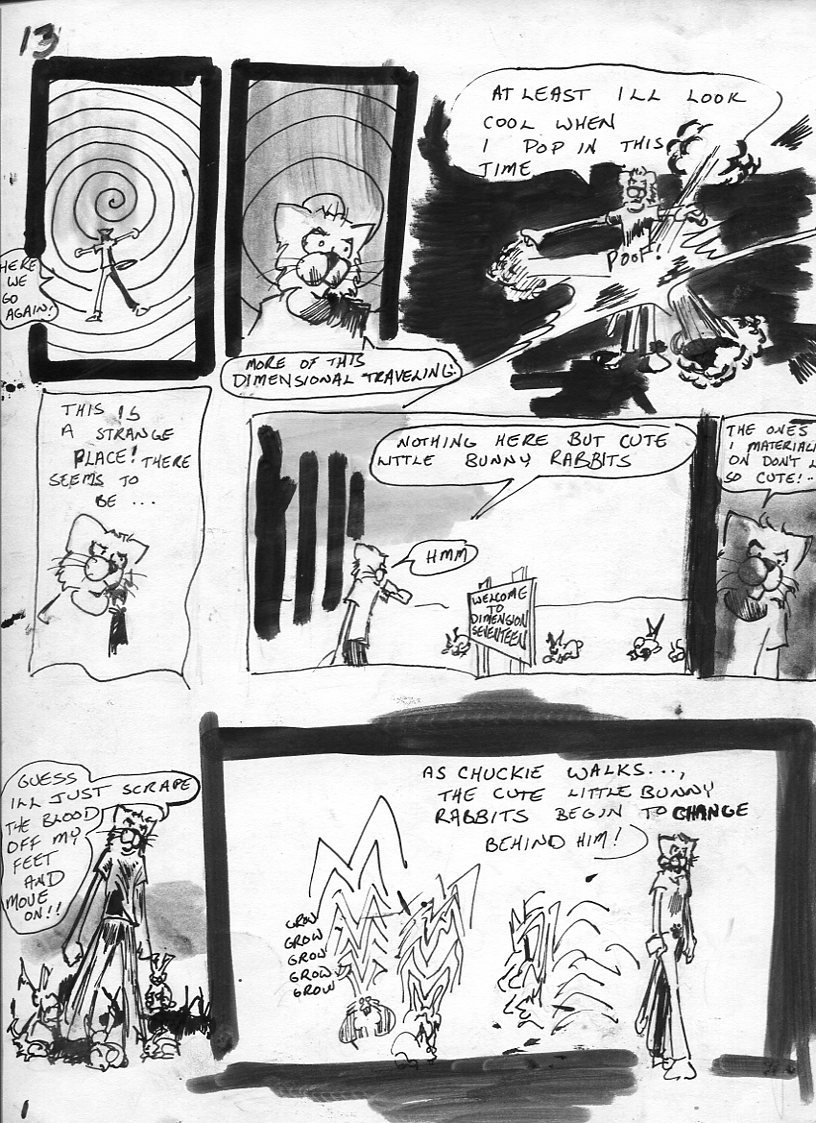 13
HERE
WE
GO
AGAIN!
MORE OF THIS
DIMENSIONAL TRAVELING.
AT LEAST ILL LOOK
COOL WHEN
I POP IN THIS
TIME
POOF!
THIS IS
A STRANGE
PLACE! THERE
SEEMS TO
BE ...
NOTHING HERE BUT CUTE
LITTLE BUNNY RABBITS
HMM
WELCOME
TO
DIMENSION
SEVENTEEN
THE ONES
I MATERIALI
ON DON'T L
SO CUTE!..
GUESS
ILL JUST SCRAPE
THE BLOOD
OFF MY
FEET
AND
MOVE
ON!!
AS CHUCKIE WALKS...,
THE CUTE LITTLE BUNNY
RABBITS BEGIN TO CHANGE
BEHIND HIM!
GROW
GROW
GROW
GROW
GROW
1